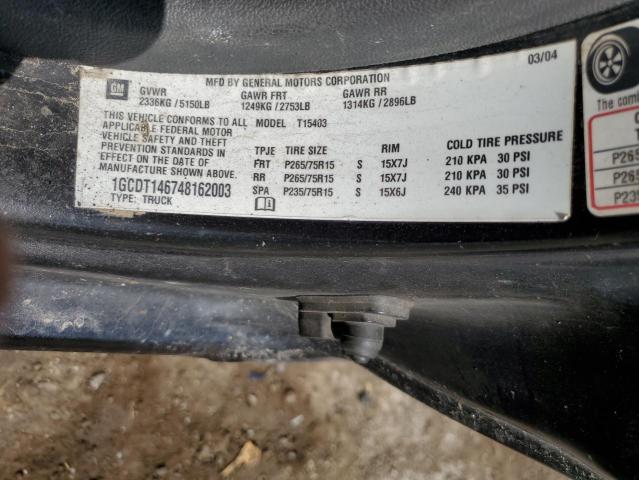 03/04
MFD BY GENERAL MOTORS CORPORATION
GM
GVWR GAWR FRT GAWR RR
2336KG / 5150LB 1249KG / 2753LB 1314KG / 2896LB
THIS VEHICLE CONFORMS TO ALL MODEL T15403
APPLICABLE FEDERAL MOTOR
VEHICLE SAFETY AND THEFT
PREVENTION STANDARDS IN
EFFECT ON THE DATE OF
MANUFACTURE SHOWN ABOVE.
1GCDT146748162003
TYPE: TRUCK
TPJE TIRE SIZE RIM COLD TIRE PRESSURE
FRT P265/75R15 S 15X7J 210 KPA 30 PSI
RR P265/75R15 S 15X7J 210 KPA 30 PSI
SPA P235/75R15 S 15X6J 240 KPA 35 PSI
The com
P265
P265
P235